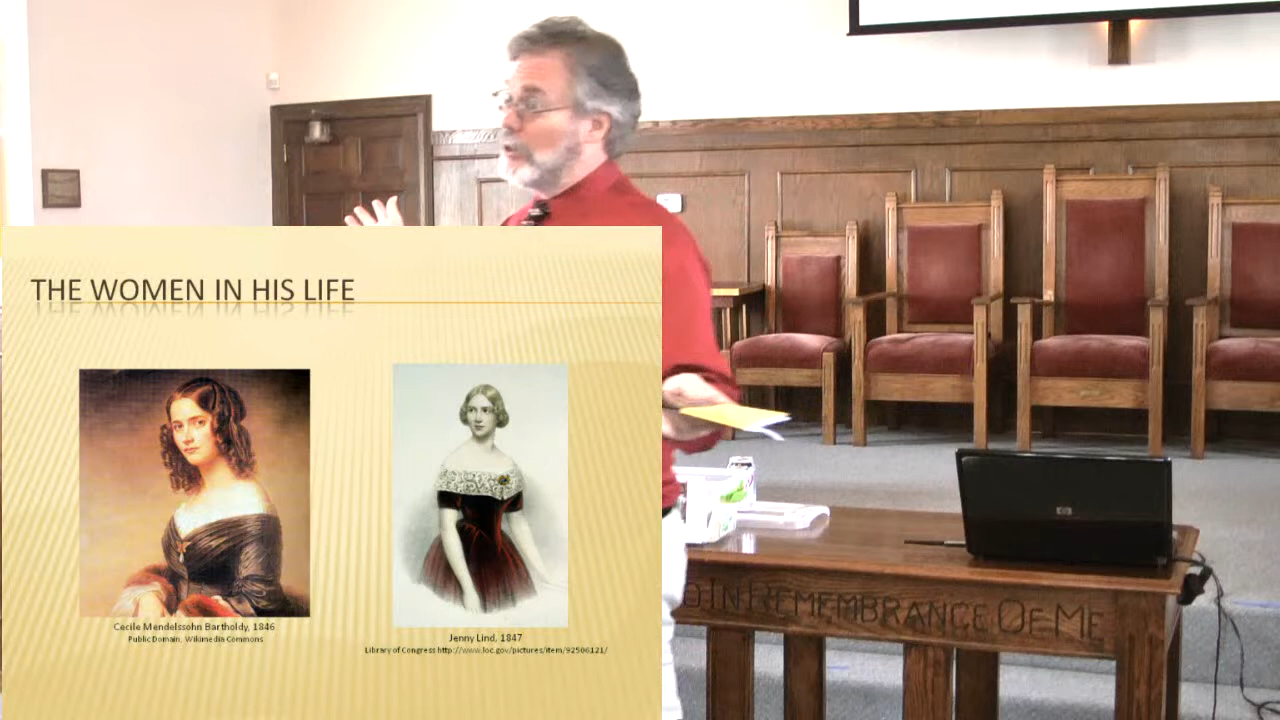 THE WOMEN IN HIS LIFE
Cecile Mendelssohn Bartholdy, 1846
Public Domain, Wikimedia Commons
Jenny Lind, 1847
Library of Congress http://www.loc.gov/pictures/item/92506121/
hp
O IN REMEMBRANCE OF ME